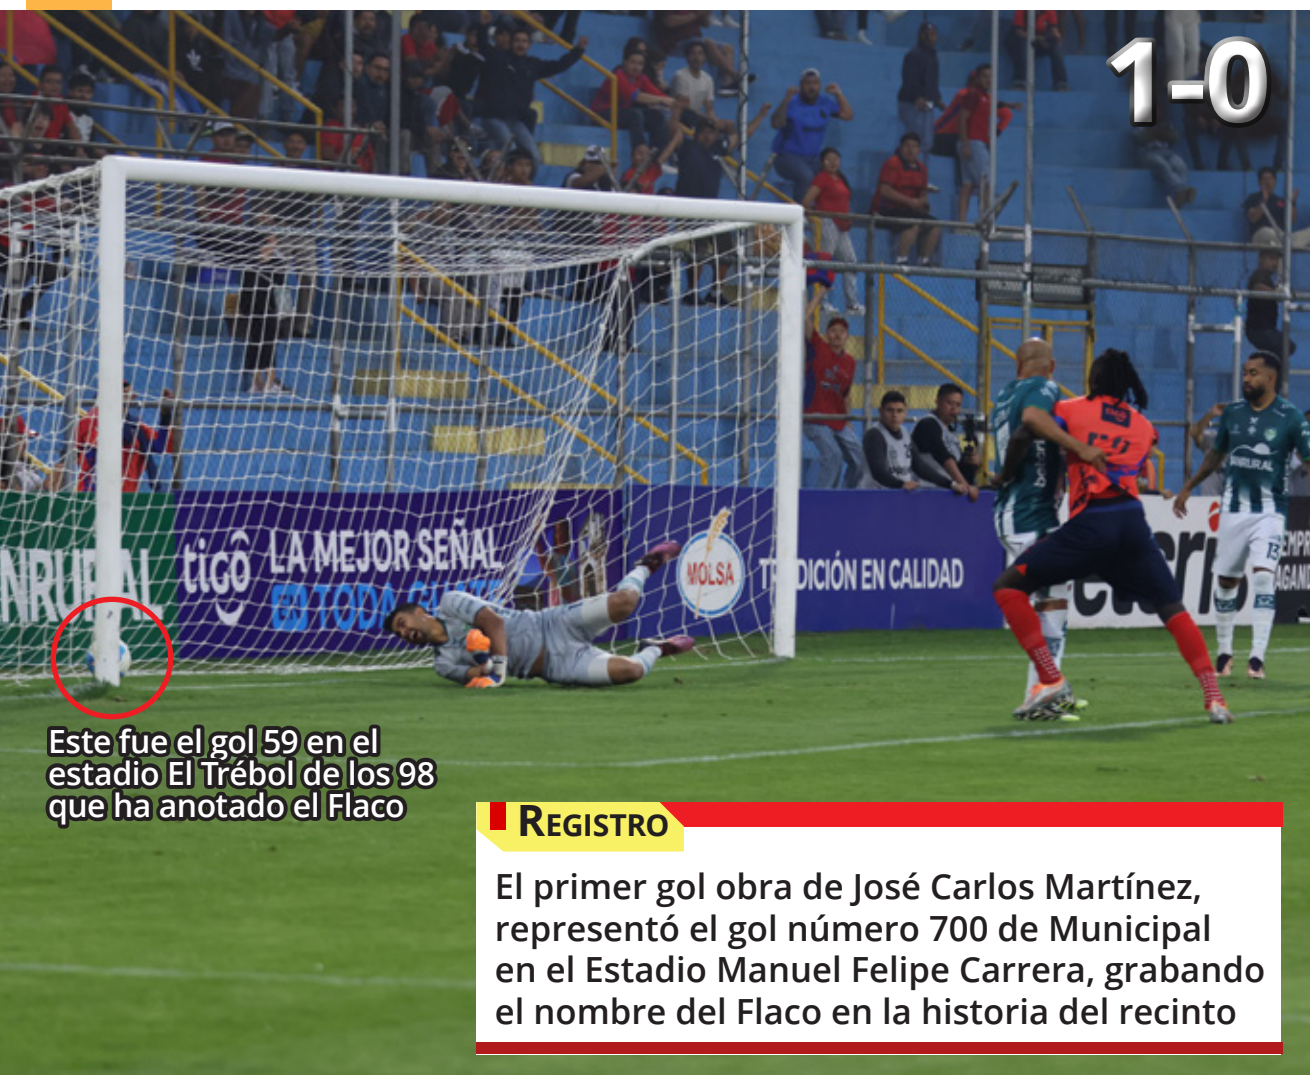 1-0
NRURAL
tigo
LA MEJOR SEÑAL
MOLSA
TRADICIÓN EN CALIDAD
BANRURAL
13
Este fue el gol 59 en el
estadio El Trébol de los 98
que ha anotado el Flaco
REGISTRO
El primer gol obra de José Carlos Martínez,
representó el gol número 700 de Municipal
en el Estadio Manuel Felipe Carrera, grabando
el nombre del Flaco en la historia del recinto